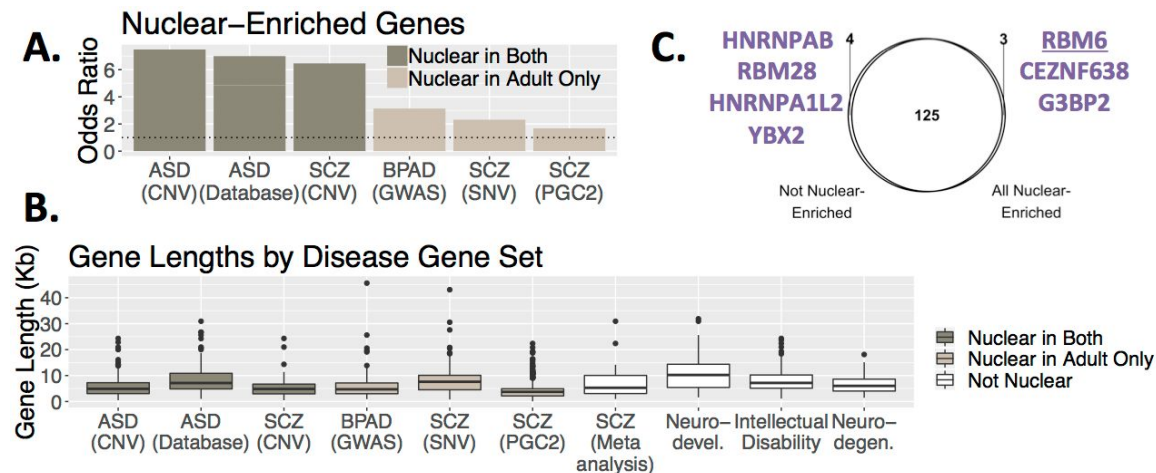 A.
Nuclear−Enriched Genes
Odds Ratio
6
4
2
0
Nuclear in Both
Nuclear in Adult Only
ASD
(CNV)
ASD
(Database)
SCZ
(CNV)
BPAD
(GWAS)
SCZ
(SNV)
SCZ
(PGC2)
C.
HNRNPAB
RBM28
HNRNPA1L2
YBX2
4
125
3
RBM6
CEZNF638
G3BP2
Not Nuclear-
Enriched
All Nuclear-
Enriched
B.
Gene Lengths by Disease Gene Set
Gene Length (Kb)
40
30
20
10
0
ASD
(CNV)
ASD
(Database)
SCZ
(CNV)
BPAD
(GWAS)
SCZ
(SNV)
SCZ
(PGC2)
SCZ
(Meta
analysis)
Neuro−
devel.
Intellectual
Disability
Neuro−
degen.
Nuclear in Both
Nuclear in Adult Only
Not Nuclear